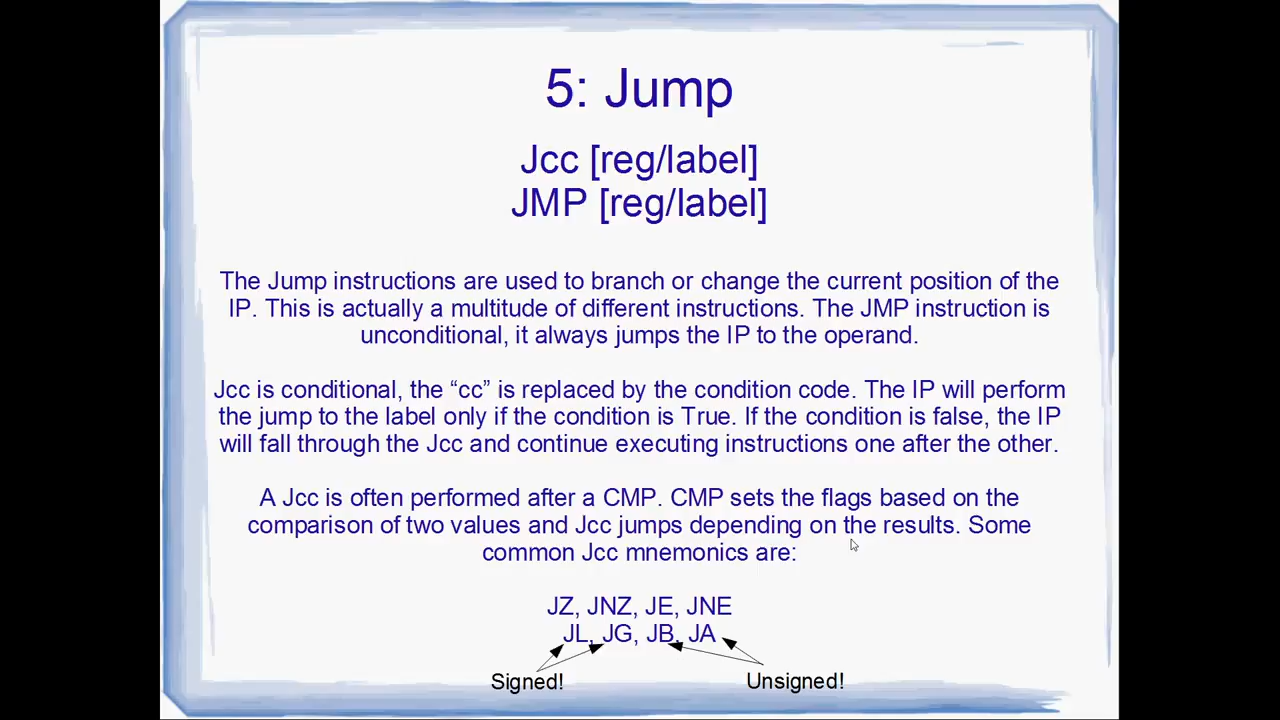 5: Jump
Jcc [reg/label]
JMP [reg/label]
The Jump instructions are used to branch or change the current position of the
IP. This is actually a multitude of different instructions. The JMP instruction is
unconditional, it always jumps the IP to the operand.
Jcc is conditional, the “cc” is replaced by the condition code. The IP will perform
the jump to the label only if the condition is True. If the condition is false, the IP
will fall through the Jcc and continue executing instructions one after the other.
A Jcc is often performed after a CMP. CMP sets the flags based on the
comparison of two values and Jcc jumps depending on the results. Some
common Jcc mnemonics are:
JZ, JNZ, JE, JNE
JL, JG, JB, JA
Signed! Unsigned!